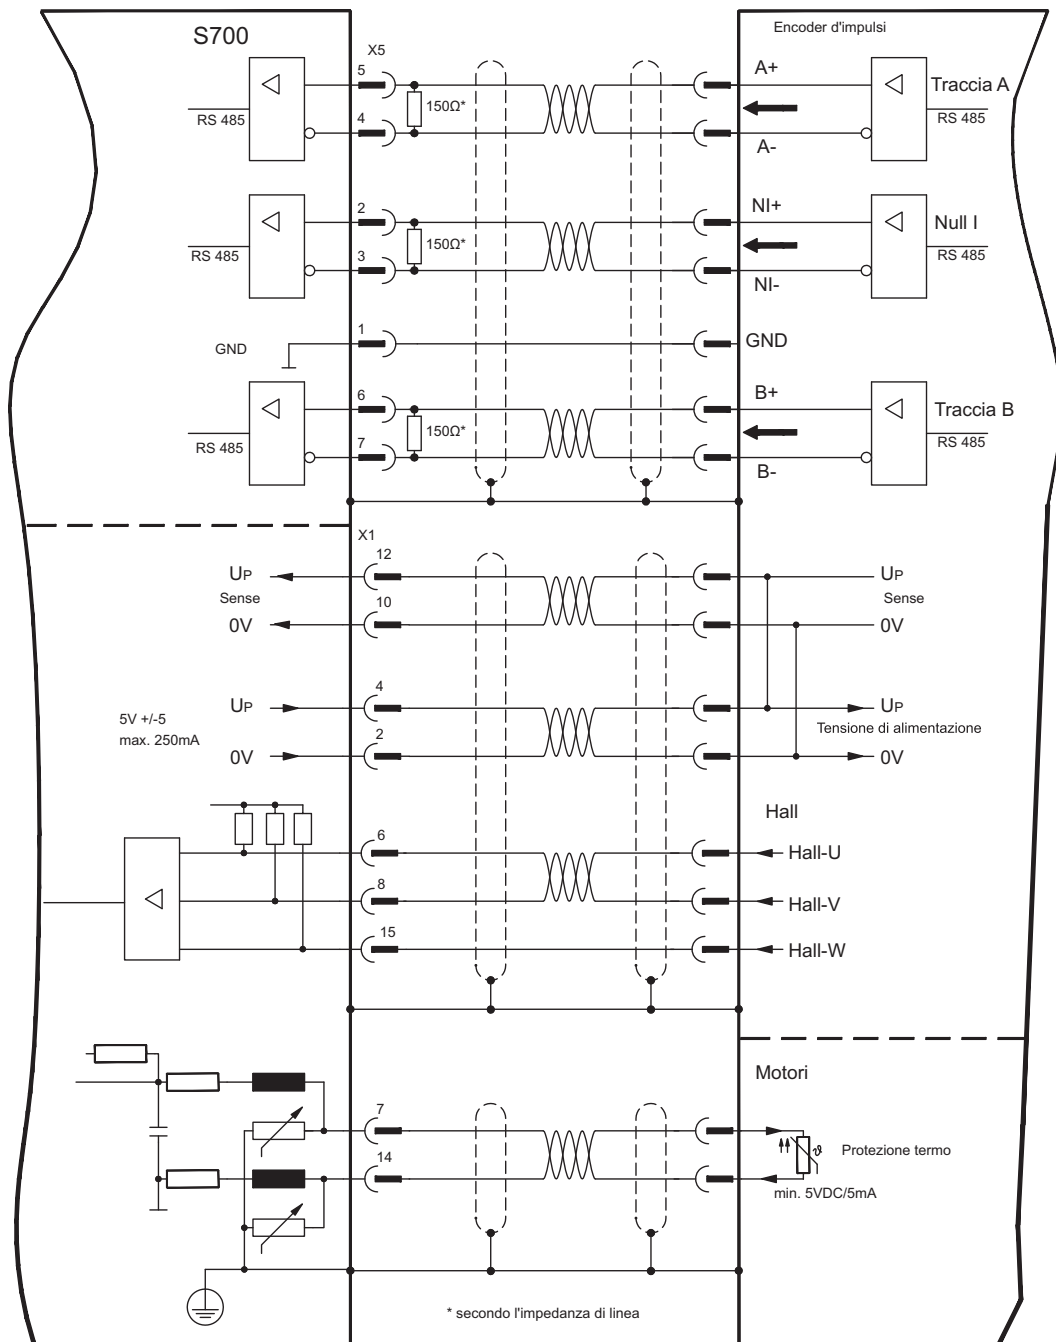 Encoder d'impulsi
S700
X5
5
A+
Traccia A
150Ω*
RS 485
RS 485
4
A-
2
NI+
Null I
150Ω*
RS 485
RS 485
3
NI-
1
GND
GND
6
B+
Traccia B
150Ω*
RS 485
RS 485
7
B-
X1
12
UP
UP
Sense
Sense
10
0V
0V
4
UP
UP
5V +/-5
max. 250mA
Tensione di alimentazione
2
0V
0V
Hall
6
Hall-U
8
Hall-V
15
Hall-W
Motori
7
ϑ
Protezione termo
14
min. 5VDC/5mA
* secondo l'impedanza di linea